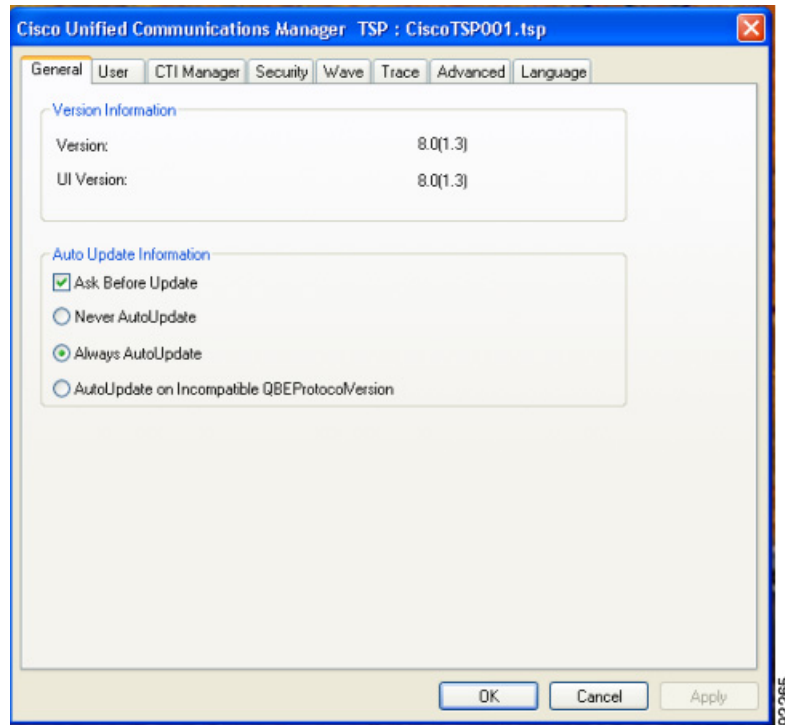 Cisco Unified Communications Manager TSP : CiscoTSP001.tsp
General User CTI Manager Security Wave Trace Advanced Language
Version Information
Version: 8.0(1.3)
UI Version: 8.0(1.3)
Auto Update Information
Ask Before Update
Never AutoUpdate
Always AutoUpdate
AutoUpdate on Incompatible QBEProtocolVersion
OK Cancel Apply